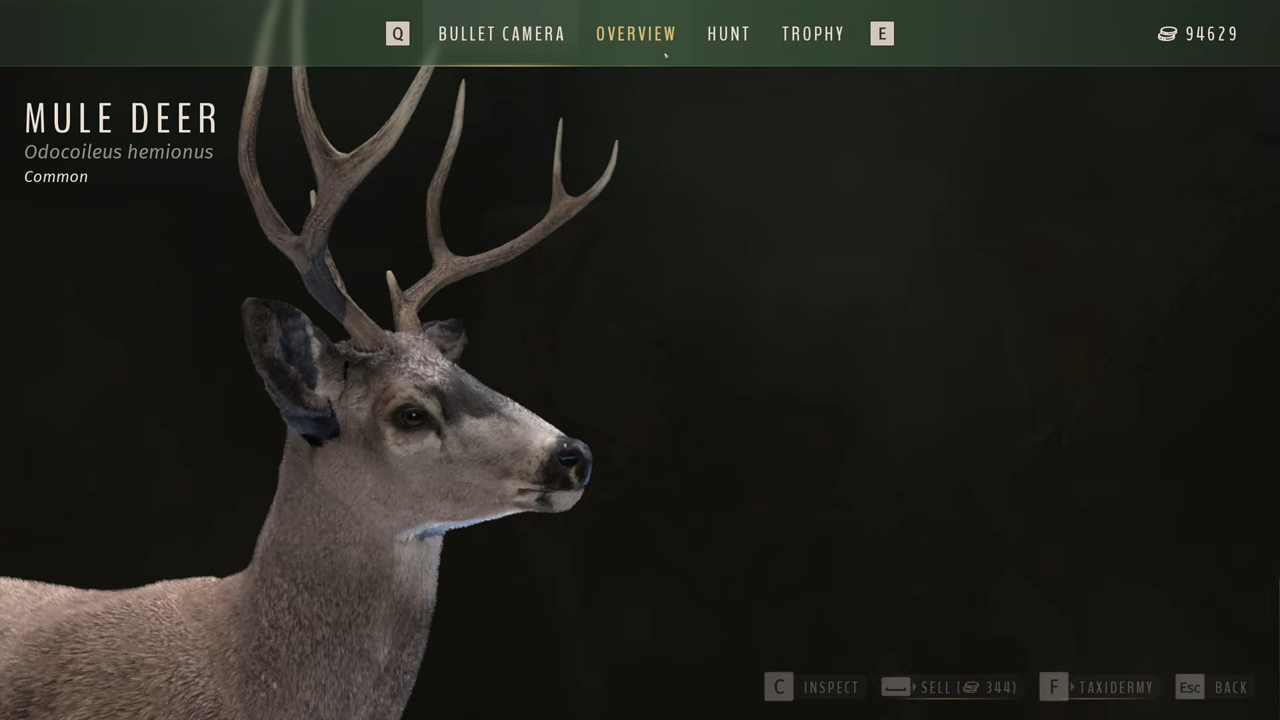 Q BULLET CAMERA OVERVIEW HUNT TROPHY E 94629
MULE DEER
Odocoileus hemionus
Common
C INSPECT SELL (344) F TAXIDERMY Esc BACK